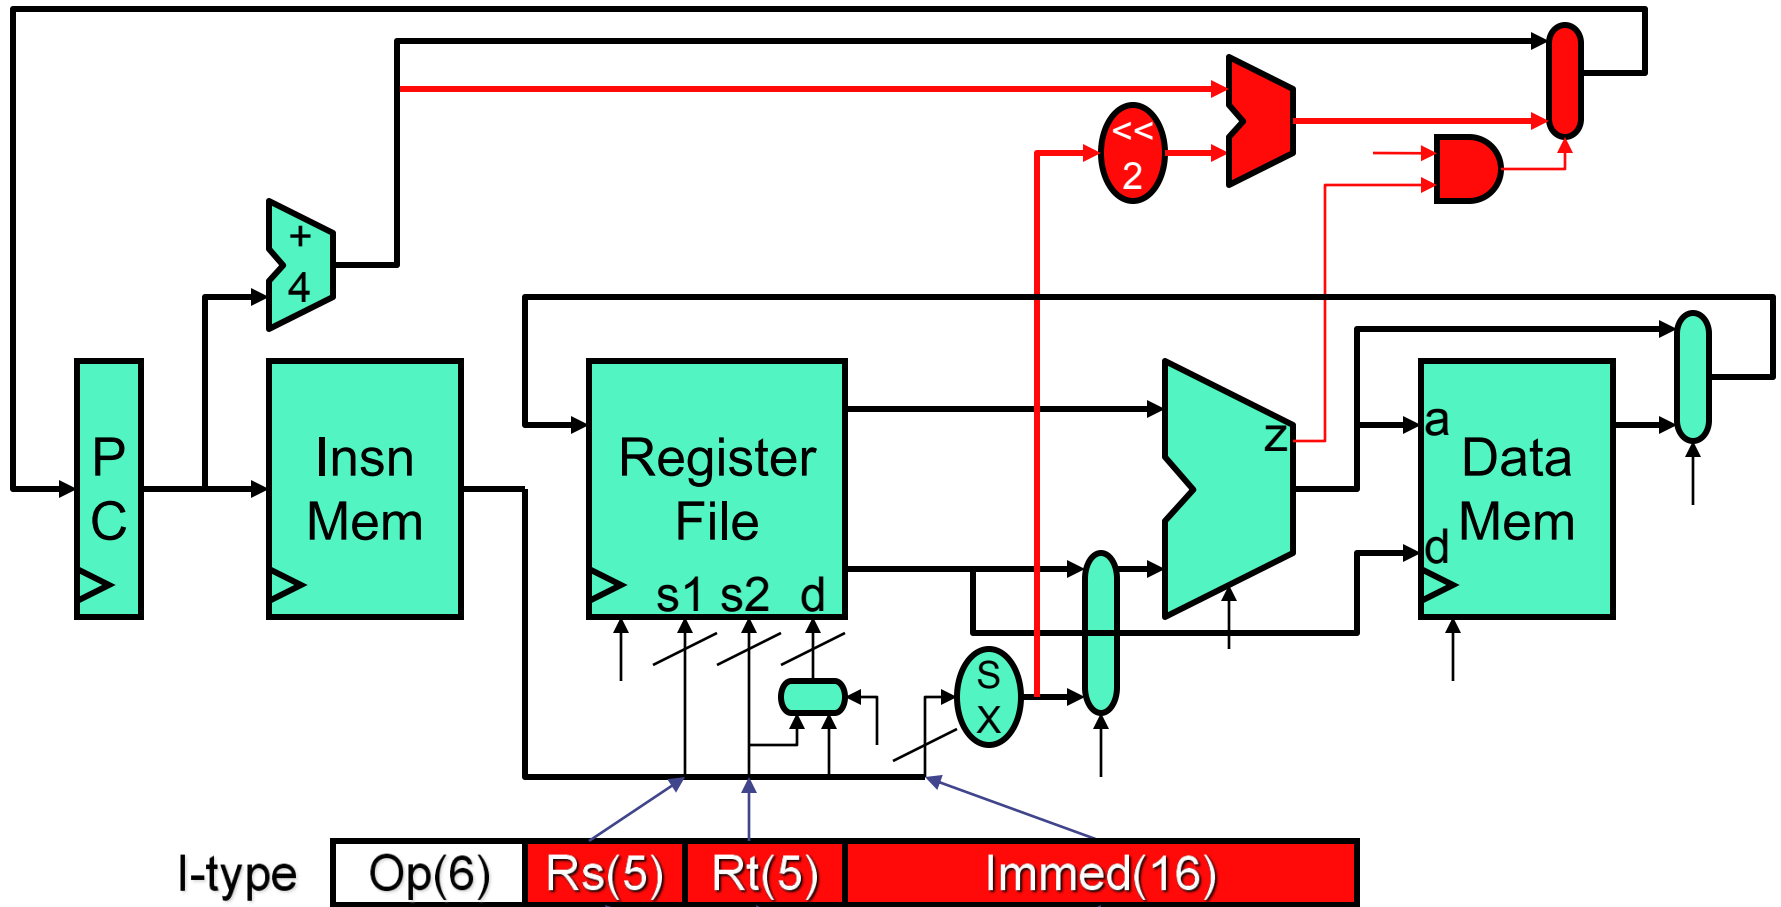 <<
2
+
4
P
C
Insn
Mem
Register
File
s1 s2 d
z
a
Data
Mem
d
S
X
I-type Op(6) Rs(5) Rt(5) Immed(16)